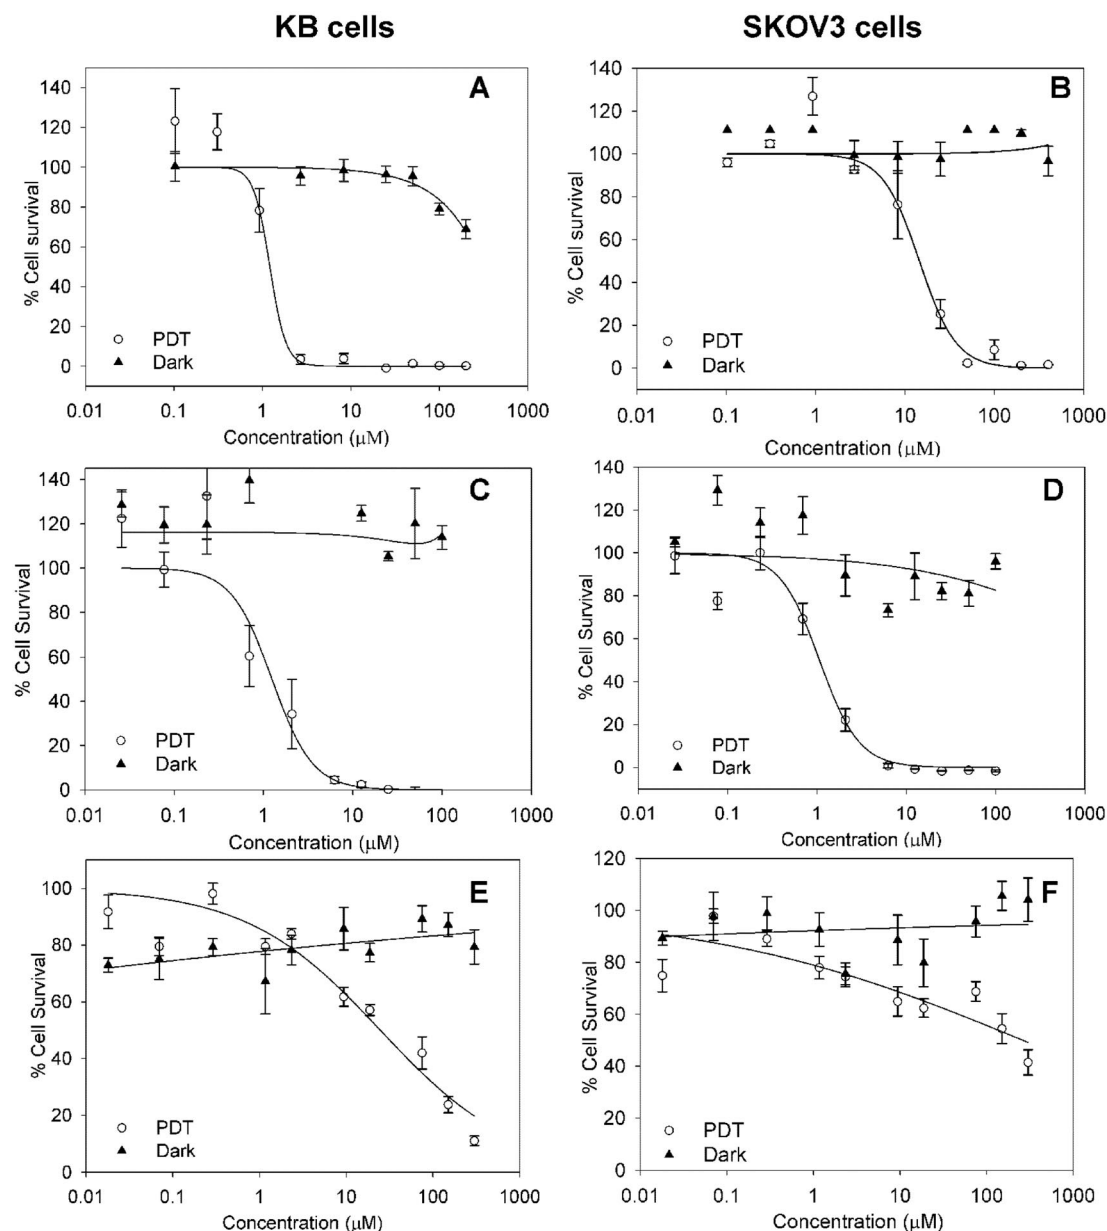 KB cells
SKOV3 cells
A
140
120
100
80
60
40
20
0
% Cell survival
PDT
Dark
0.01 0.1 1 10 100 1000
Concentration (μM)
B
140
120
100
80
60
40
20
0
% Cell survival
PDT
Dark
0.01 0.1 1 10 100 1000
Concentration (μM)
C
140
120
100
80
60
40
20
0
% Cell Survival
PDT
Dark
0.01 0.1 1 10 100 1000
Concentration (μM)
D
140
120
100
80
60
40
20
0
% Cell Survival
PDT
Dark
0.01 0.1 1 10 100 1000
Concentration (μM)
E
100
80
60
40
20
0
% Cell Survival
PDT
Dark
0.01 0.1 1 10 100 1000
Concentration (μM)
F
120
100
80
60
40
20
0
% Cell Survival
PDT
Dark
0.01 0.1 1 10 100 1000
Concentration (μM)